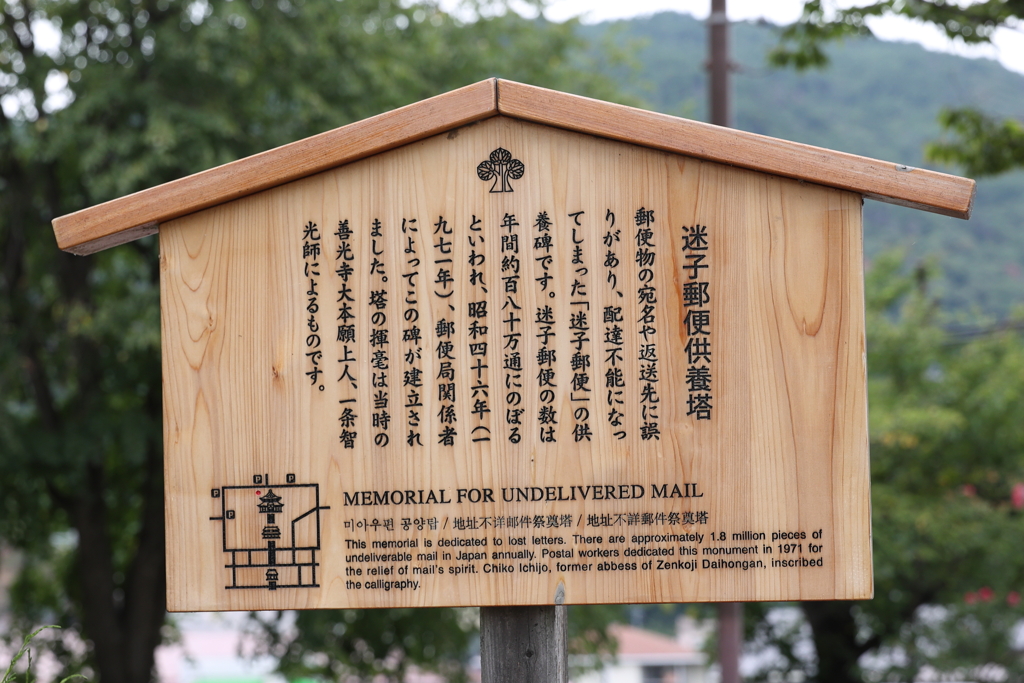 迷子郵便供養塔
郵便物の宛名や返送先に誤
りがあり、配達不能になっ
てしまった「迷子郵便」の供
養碑です。迷子郵便の数は
年間約百八十万通にのぼる
といわれ、昭和四十六年(一
九七一年)、郵便局関係者
によってこの碑が建立され
ました。塔の揮毫は当時の
善光寺大本願上人、一条智
光師によるものです。
P P
P
P
MEMORIAL FOR UNDELIVERED MAIL
미아우편 공양탑 / 地址不详邮件祭奠塔 / 地址不詳郵件祭奠塔
This memorial is dedicated to lost letters. There are approximately 1.8 million pieces of
undeliverable mail in Japan annually. Postal workers dedicated this monument in 1971 for
the relief of mail's spirit. Chiko Ichijo, former abbess of Zenkoji Daihongan, inscribed
the calligraphy.